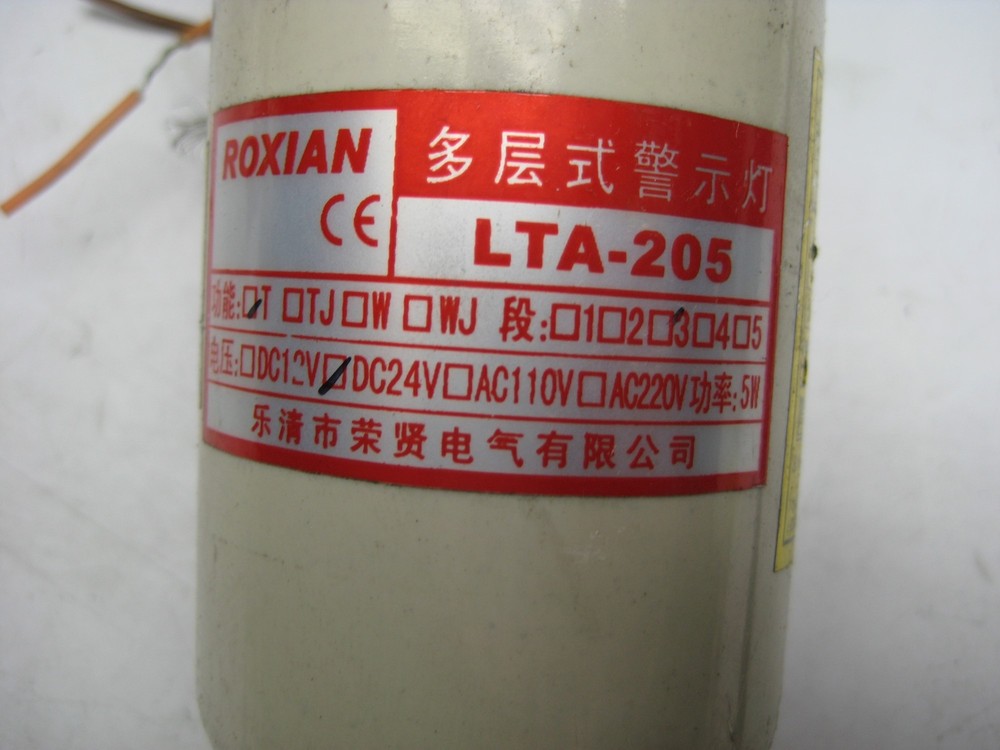 ROXIAN
CE
多层式警示灯
LTA-205
功能:□T □TJ□W □WJ 段:□1□2□3□4□5
电压:□DC12V□DC24V□AC110V□AC220V功率:5W
乐清市荣贤电气有限公司